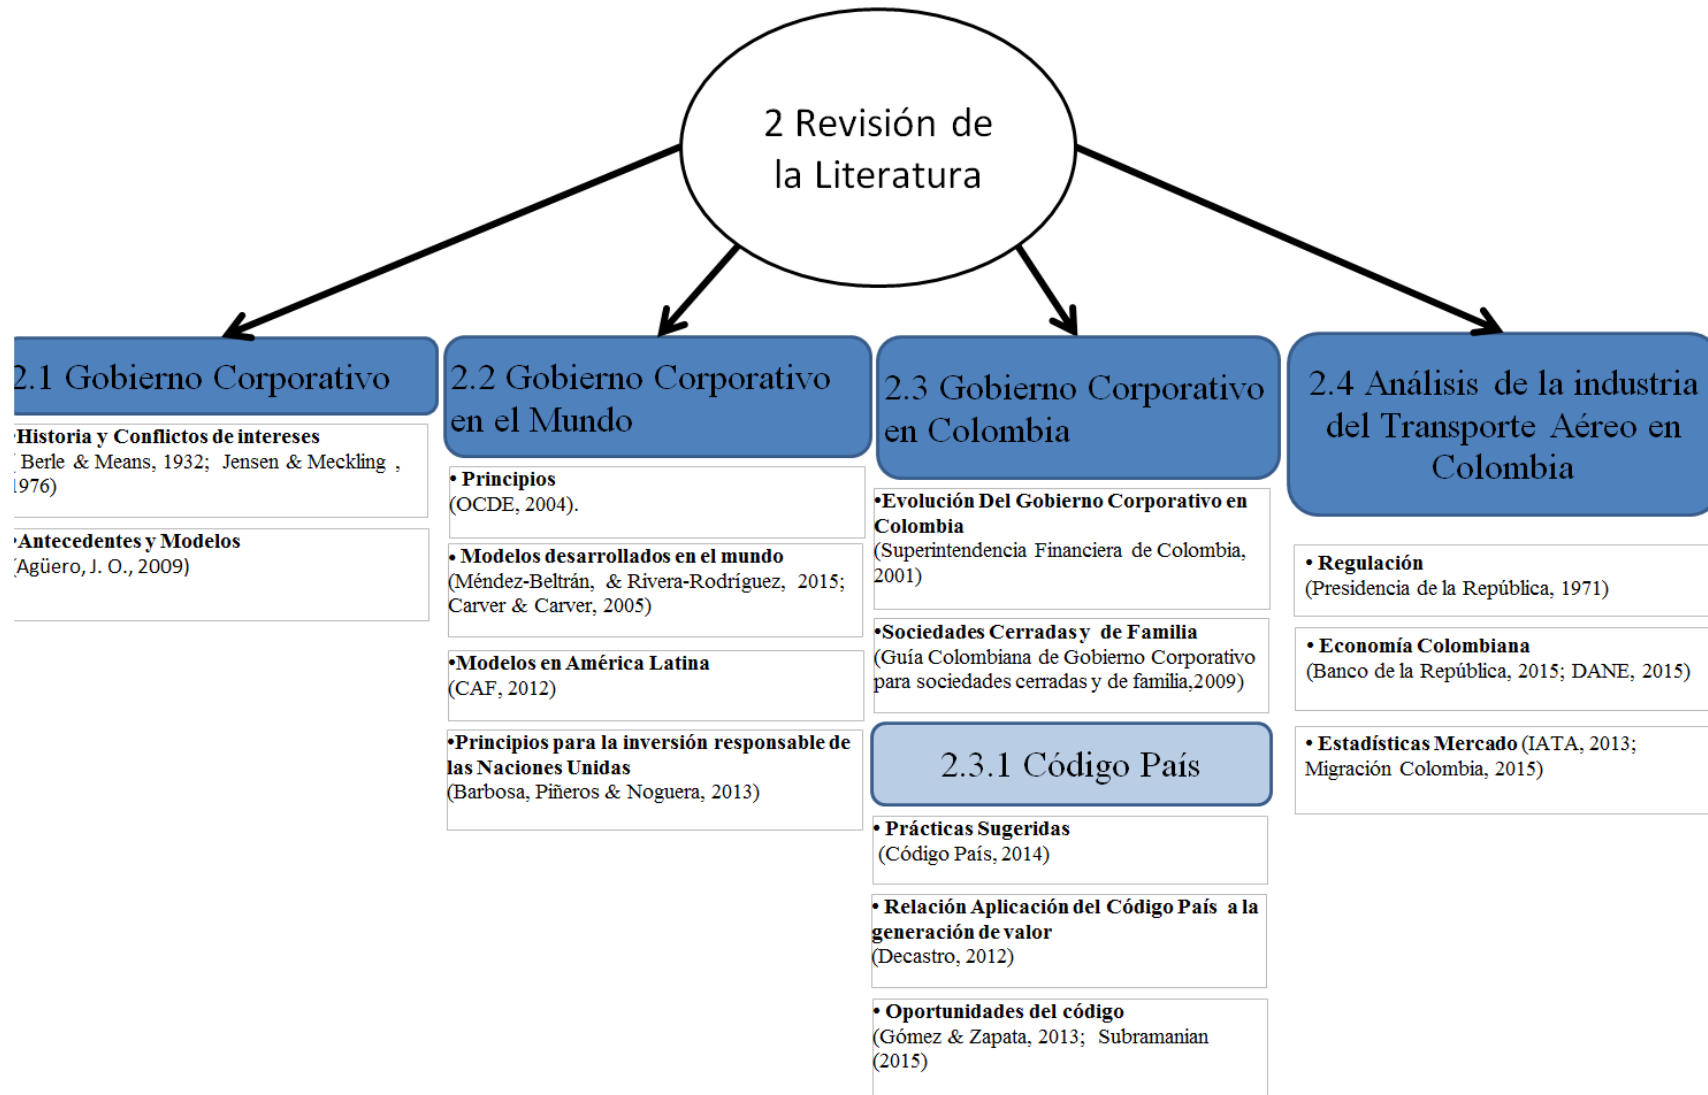 2 Revisión de
la Literatura
2.1 Gobierno Corporativo
•Historia y Conflictos de intereses
( Berle & Means, 1932; Jensen & Meckling ,
1976)
•Antecedentes y Modelos
(Agüero, J. O., 2009)
2.2 Gobierno Corporativo
en el Mundo
• Principios
(OCDE, 2004).
• Modelos desarrollados en el mundo
(Méndez-Beltrán, & Rivera-Rodríguez, 2015;
Carver & Carver, 2005)
•Modelos en América Latina
(CAF, 2012)
•Principios para la inversión responsable de
las Naciones Unidas
(Barbosa, Piñeros & Noguera, 2013)
2.3 Gobierno Corporativo
en Colombia
•Evolución Del Gobierno Corporativo en
Colombia
(Superintendencia Financiera de Colombia,
2001)
•Sociedades Cerradas y de Familia
(Guía Colombiana de Gobierno Corporativo
para sociedades cerradas y de familia,2009)
2.3.1 Código País
• Prácticas Sugeridas
(Código País, 2014)
• Relación Aplicación del Código País a la
generación de valor
(Decastro, 2012)
• Oportunidades del código
(Gómez & Zapata, 2013; Subramanian
(2015)
2.4 Análisis de la industria
del Transporte Aéreo en
Colombia
• Regulación
(Presidencia de la República, 1971)
• Economía Colombiana
(Banco de la República, 2015; DANE, 2015)
• Estadísticas Mercado (IATA, 2013;
Migración Colombia, 2015)